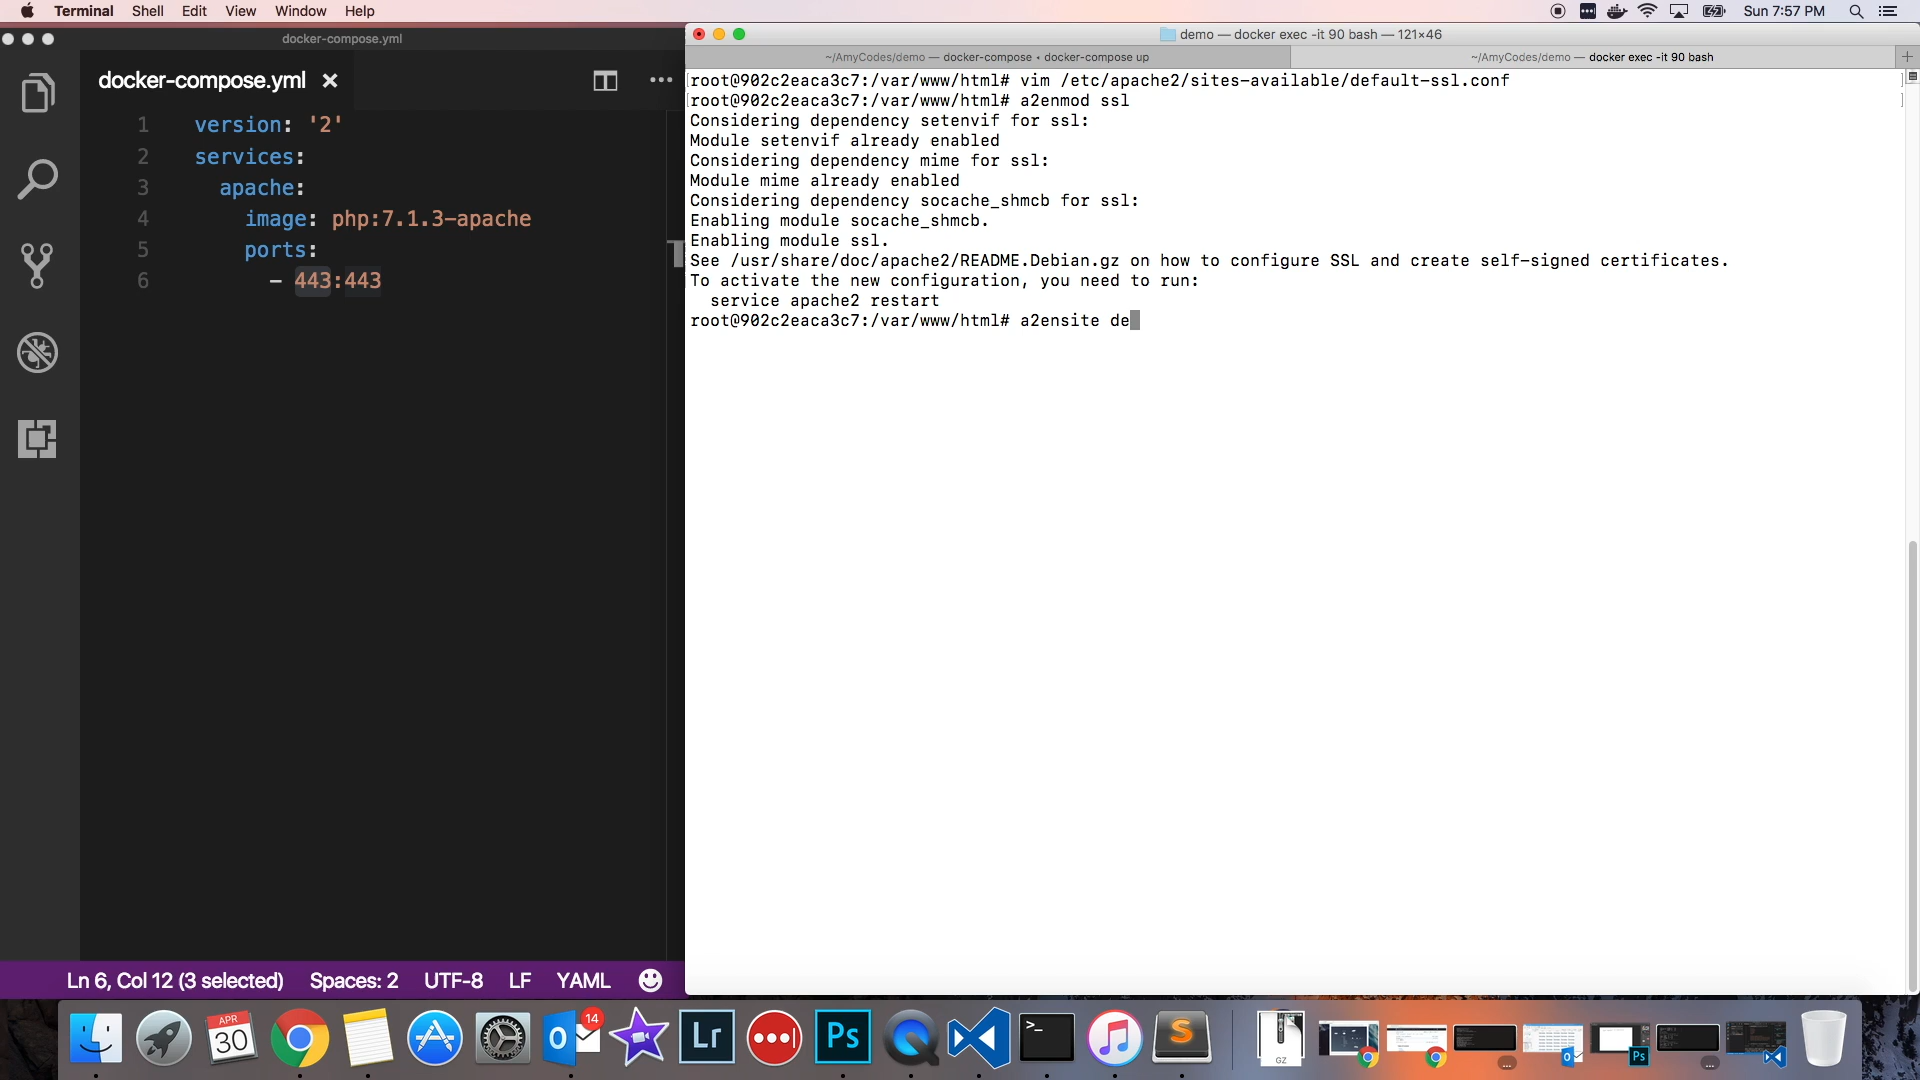 Terminal Shell Edit View Window Help
Sun 7:57 PM
docker-compose.yml
docker-compose.yml
1 version: '2'
2 services:
3 apache:
4 image: php:7.1.3-apache
5 ports:
6 - 443:443
Ln 6, Col 12 (3 selected) Spaces: 2 UTF-8 LF YAML
demo — docker exec -it 90 bash — 121×46
~/AmyCodes/demo — docker-compose • docker-compose up
~/AmyCodes/demo — docker exec -it 90 bash
[root@902c2eaca3c7:/var/www/html# vim /etc/apache2/sites-available/default-ssl.conf ]
[root@902c2eaca3c7:/var/www/html# a2enmod ssl ]
Considering dependency setenvif for ssl:
Module setenvif already enabled
Considering dependency mime for ssl:
Module mime already enabled
Considering dependency socache_shmcb for ssl:
Enabling module socache_shmcb.
Enabling module ssl.
See /usr/share/doc/apache2/README.Debian.gz on how to configure SSL and create self-signed certificates.
To activate the new configuration, you need to run:
service apache2 restart
root@902c2eaca3c7:/var/www/html# a2ensite de
APR
30
14
Lr
Ps
S
GZ